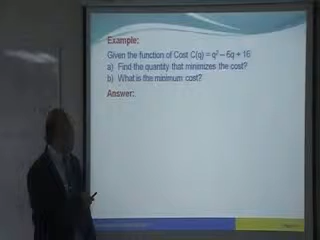 Example:
Given the function of Cost C(q) = q² – 6q + 16
a) Find the quantity that minimizes the cost?
b) What is the minimum cost?
Answer: